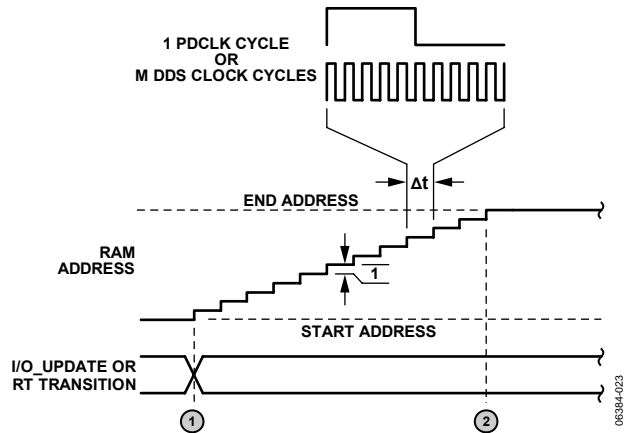 1 PDCLK CYCLE
OR
M DDS CLOCK CYCLES
Δt
END ADDRESS
RAM
ADDRESS
1
START ADDRESS
I/O_UPDATE OR
RT TRANSITION
1
2
06384-023